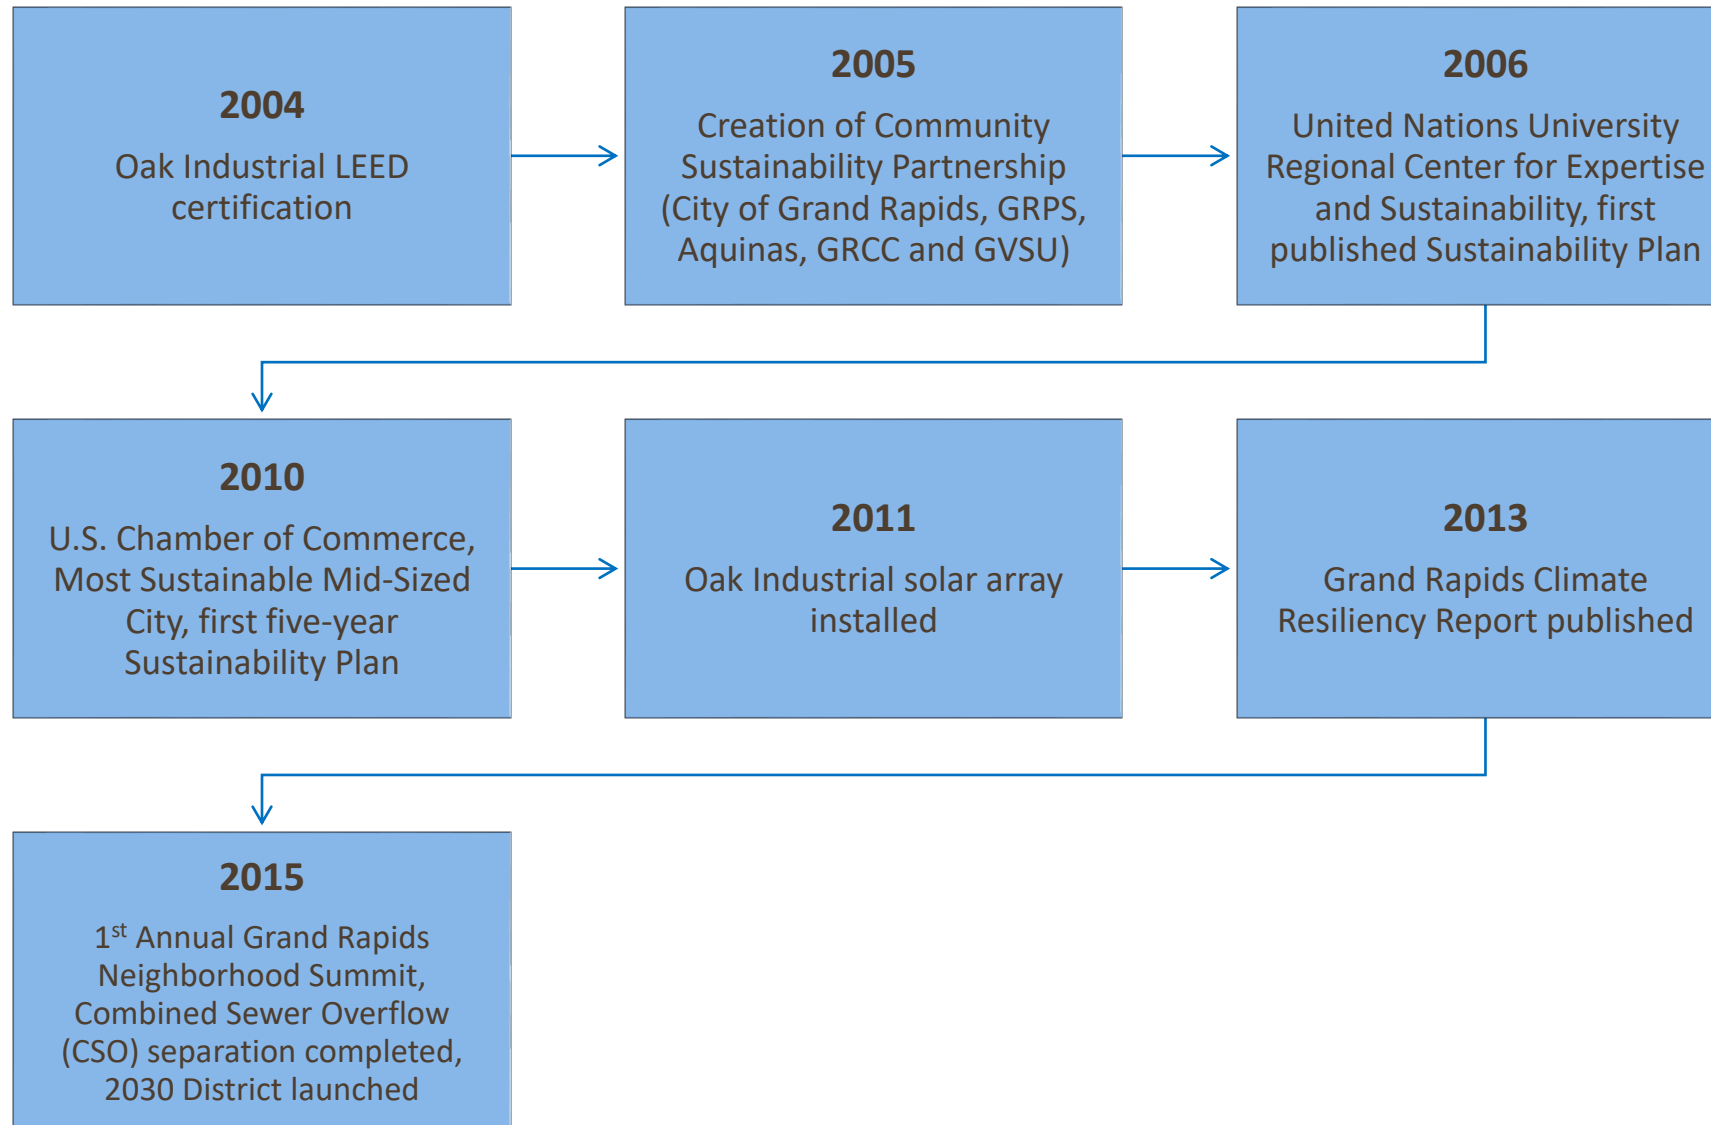 2004
Oak Industrial LEED
certification
2005
Creation of Community
Sustainability Partnership
(City of Grand Rapids, GRPS,
Aquinas, GRCC and GVSU)
2006
United Nations University
Regional Center for Expertise
and Sustainability, first
published Sustainability Plan
2010
U.S. Chamber of Commerce,
Most Sustainable Mid-Sized
City, first five-year
Sustainability Plan
2011
Oak Industrial solar array
installed
2013
Grand Rapids Climate
Resiliency Report published
2015
1st Annual Grand Rapids
Neighborhood Summit,
Combined Sewer Overflow
(CSO) separation completed,
2030 District launched